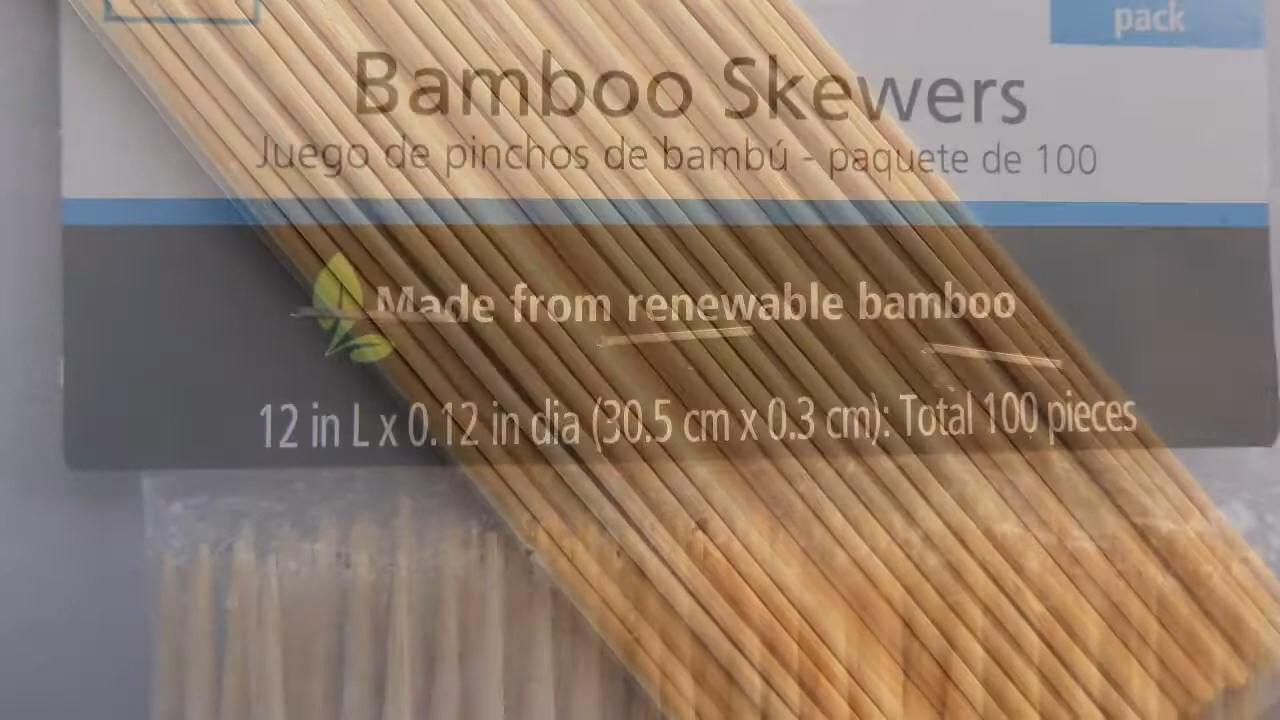 pack
Bamboo Skewers
Juego de pinchos de bambú - paquete de 100
Made from renewable bamboo
12 in L x 0.12 in dia (30.5 cm x 0.3 cm): Total 100 pieces